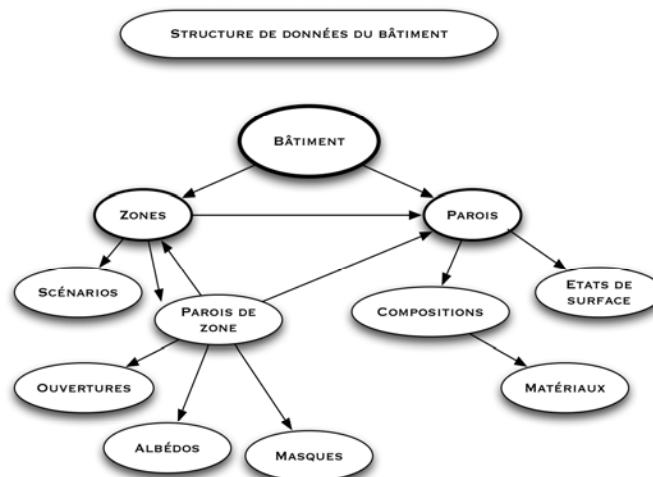 STRUCTURE DE DONNÉES DU BÂTIMENT
BÂTIMENT
ZONES
PAROIS
SCÉNARIOS
PAROIS DE
ZONE
COMPOSITIONS
ETATS DE
SURFACE
OUVERTURES
MATÉRIAUX
ALBÉDOS
MASQUES